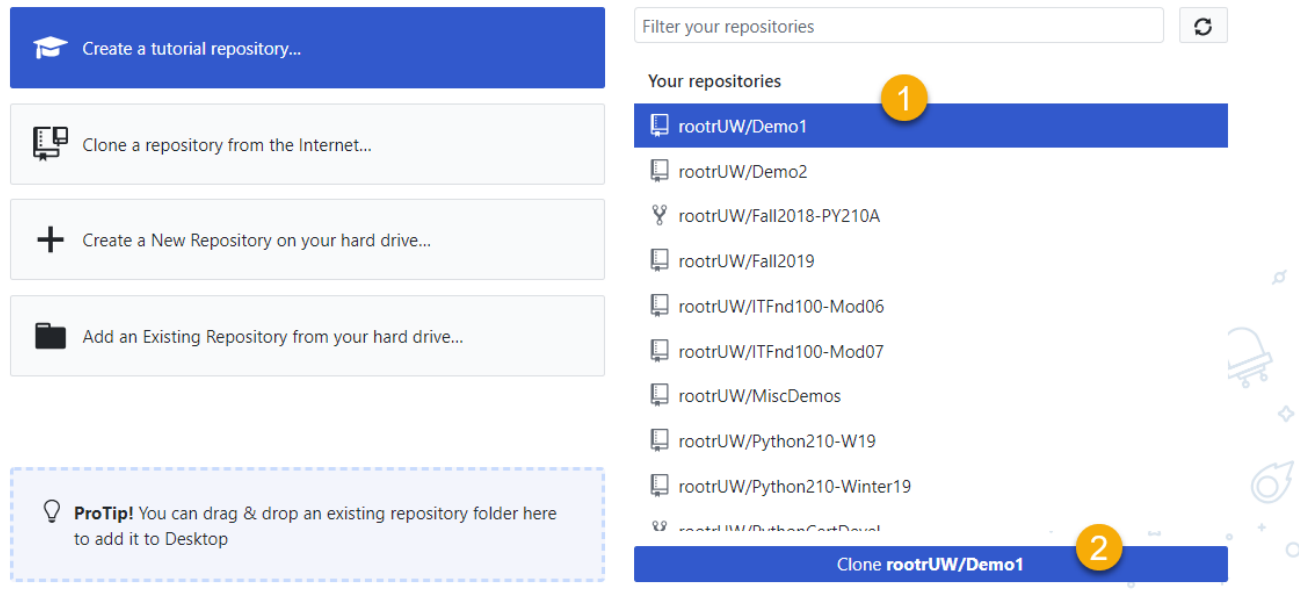 Create a tutorial repository...
Clone a repository from the Internet...
Create a New Repository on your hard drive...
Add an Existing Repository from your hard drive...
ProTip! You can drag & drop an existing repository folder here
to add it to Desktop
Filter your repositories
Your repositories
1
rootrUW/Demo1
rootrUW/Demo2
rootrUW/Fall2018-PY210A
rootrUW/Fall2019
rootrUW/ITFnd100-Mod06
rootrUW/ITFnd100-Mod07
rootrUW/MiscDemos
rootrUW/Python210-W19
rootrUW/Python210-Winter19
rootrUW/PythonCertDevel
2
Clone rootrUW/Demo1